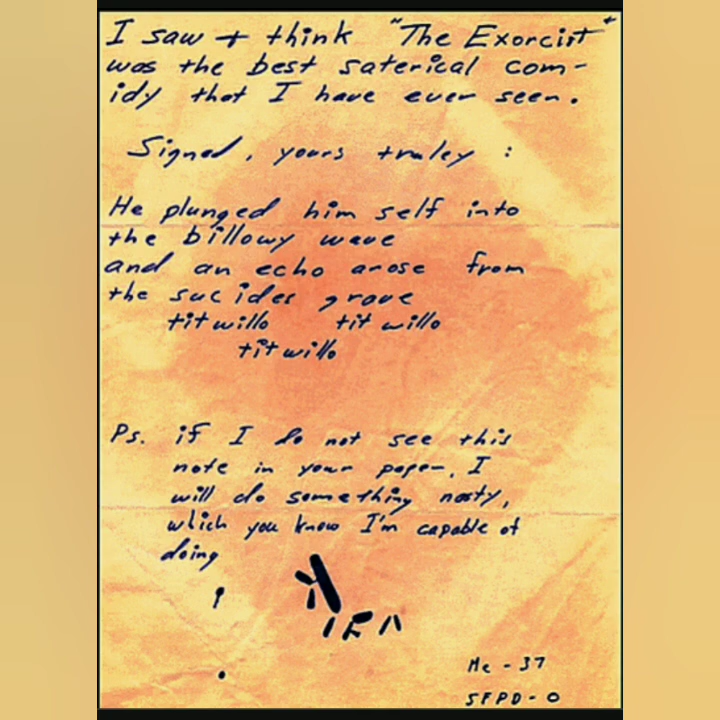 I saw + think "The Exorcist"
was the best saterical com-
idy that I have ever seen.
Signed, yours truley :
He plunged him self into
the billowy wave
and an echo arose from
the sucides grave
titwillo titwillo
titwillo
Ps. if I do not see this
note in your paper, I
will do something nasty,
which you know I'm capable of
doing
Me - 37
SFPD - 0